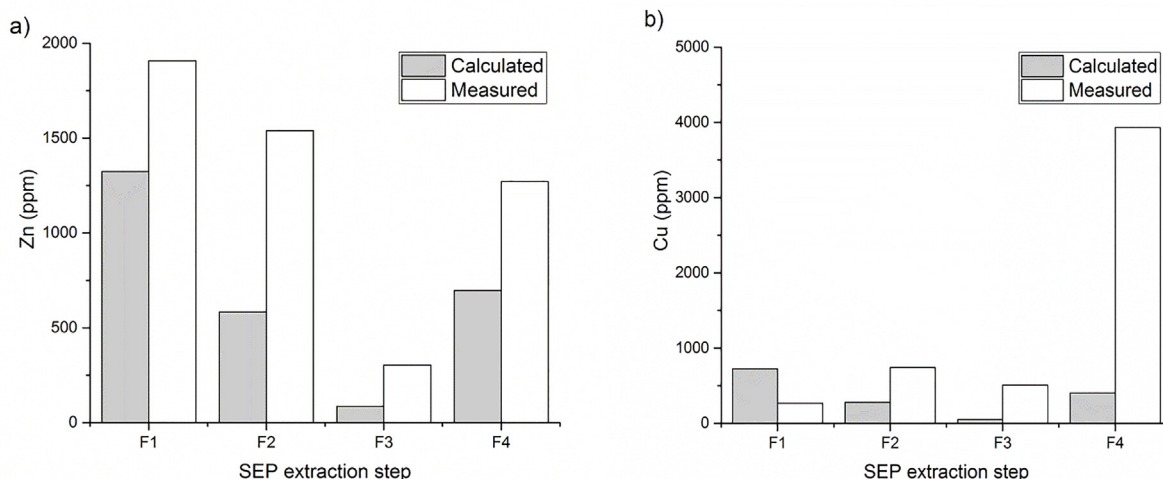 a)
Zn (ppm)
2000
1500
1000
500
0
Calculated
Measured
F1 F2 F3 F4
SEP extraction step
b)
Cu (ppm)
5000
4000
3000
2000
1000
0
Calculated
Measured
F1 F2 F3 F4
SEP extraction step